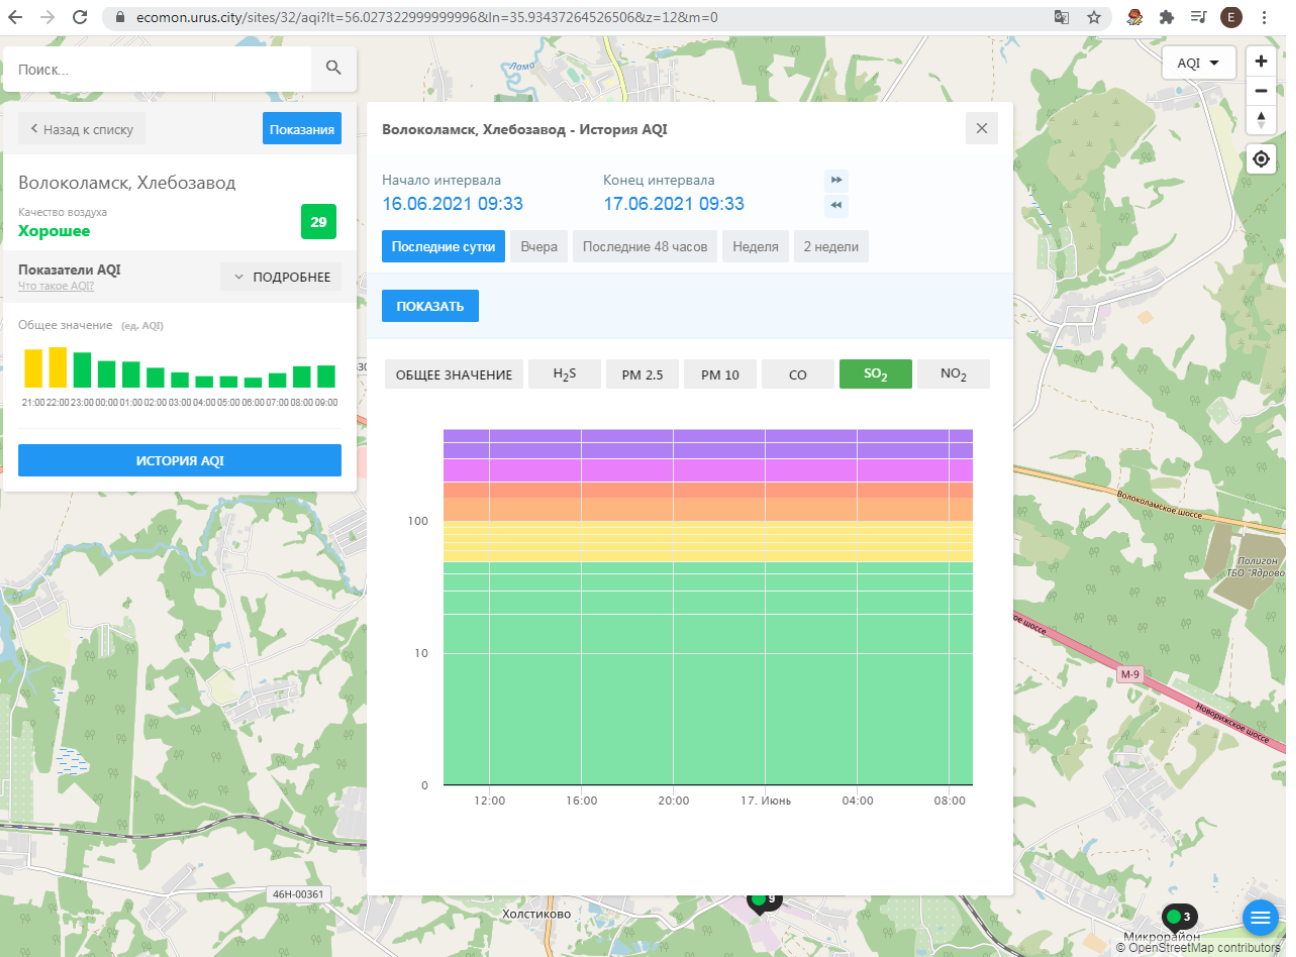 ecomon.urus.city/sites/32/aqi?lt=56.027322999999996&ln=35.93437264526506&z=12&m=0
E
Поиск...
AQI
Назад к списку
Показания
Волоколамск, Хлебозавод
Качество воздуха
Хорошее
29
Показатели AQI
Что такое AQI?
ПОДРОБНЕЕ
Общее значение (ед. AQI)
21:00 22:00 23:00 00:00 01:00 02:00 03:00 04:00 05:00 06:00 07:00 08:00 09:00
ИСТОРИЯ AQI
Волоколамск, Хлебозавод - История AQI
Начало интервала
Конец интервала
16.06.2021 09:33
17.06.2021 09:33
Последние сутки
Вчера
Последние 48 часов
Неделя
2 недели
ПОКАЗАТЬ
ОБЩЕЕ ЗНАЧЕНИЕ
H2S
PM 2.5
PM 10
CO
SO2
NO2
100
10
0
12:00
16:00
20:00
17. Июнь
04:00
08:00
Лама
Волоколамское шоссе
Полигон
ТБО "Ядрово
ое шоссе
М-9
Новорижское шоссе
46Н-00361
Холстиково
9
3
Микрорайон
© OpenStreetMap contributors